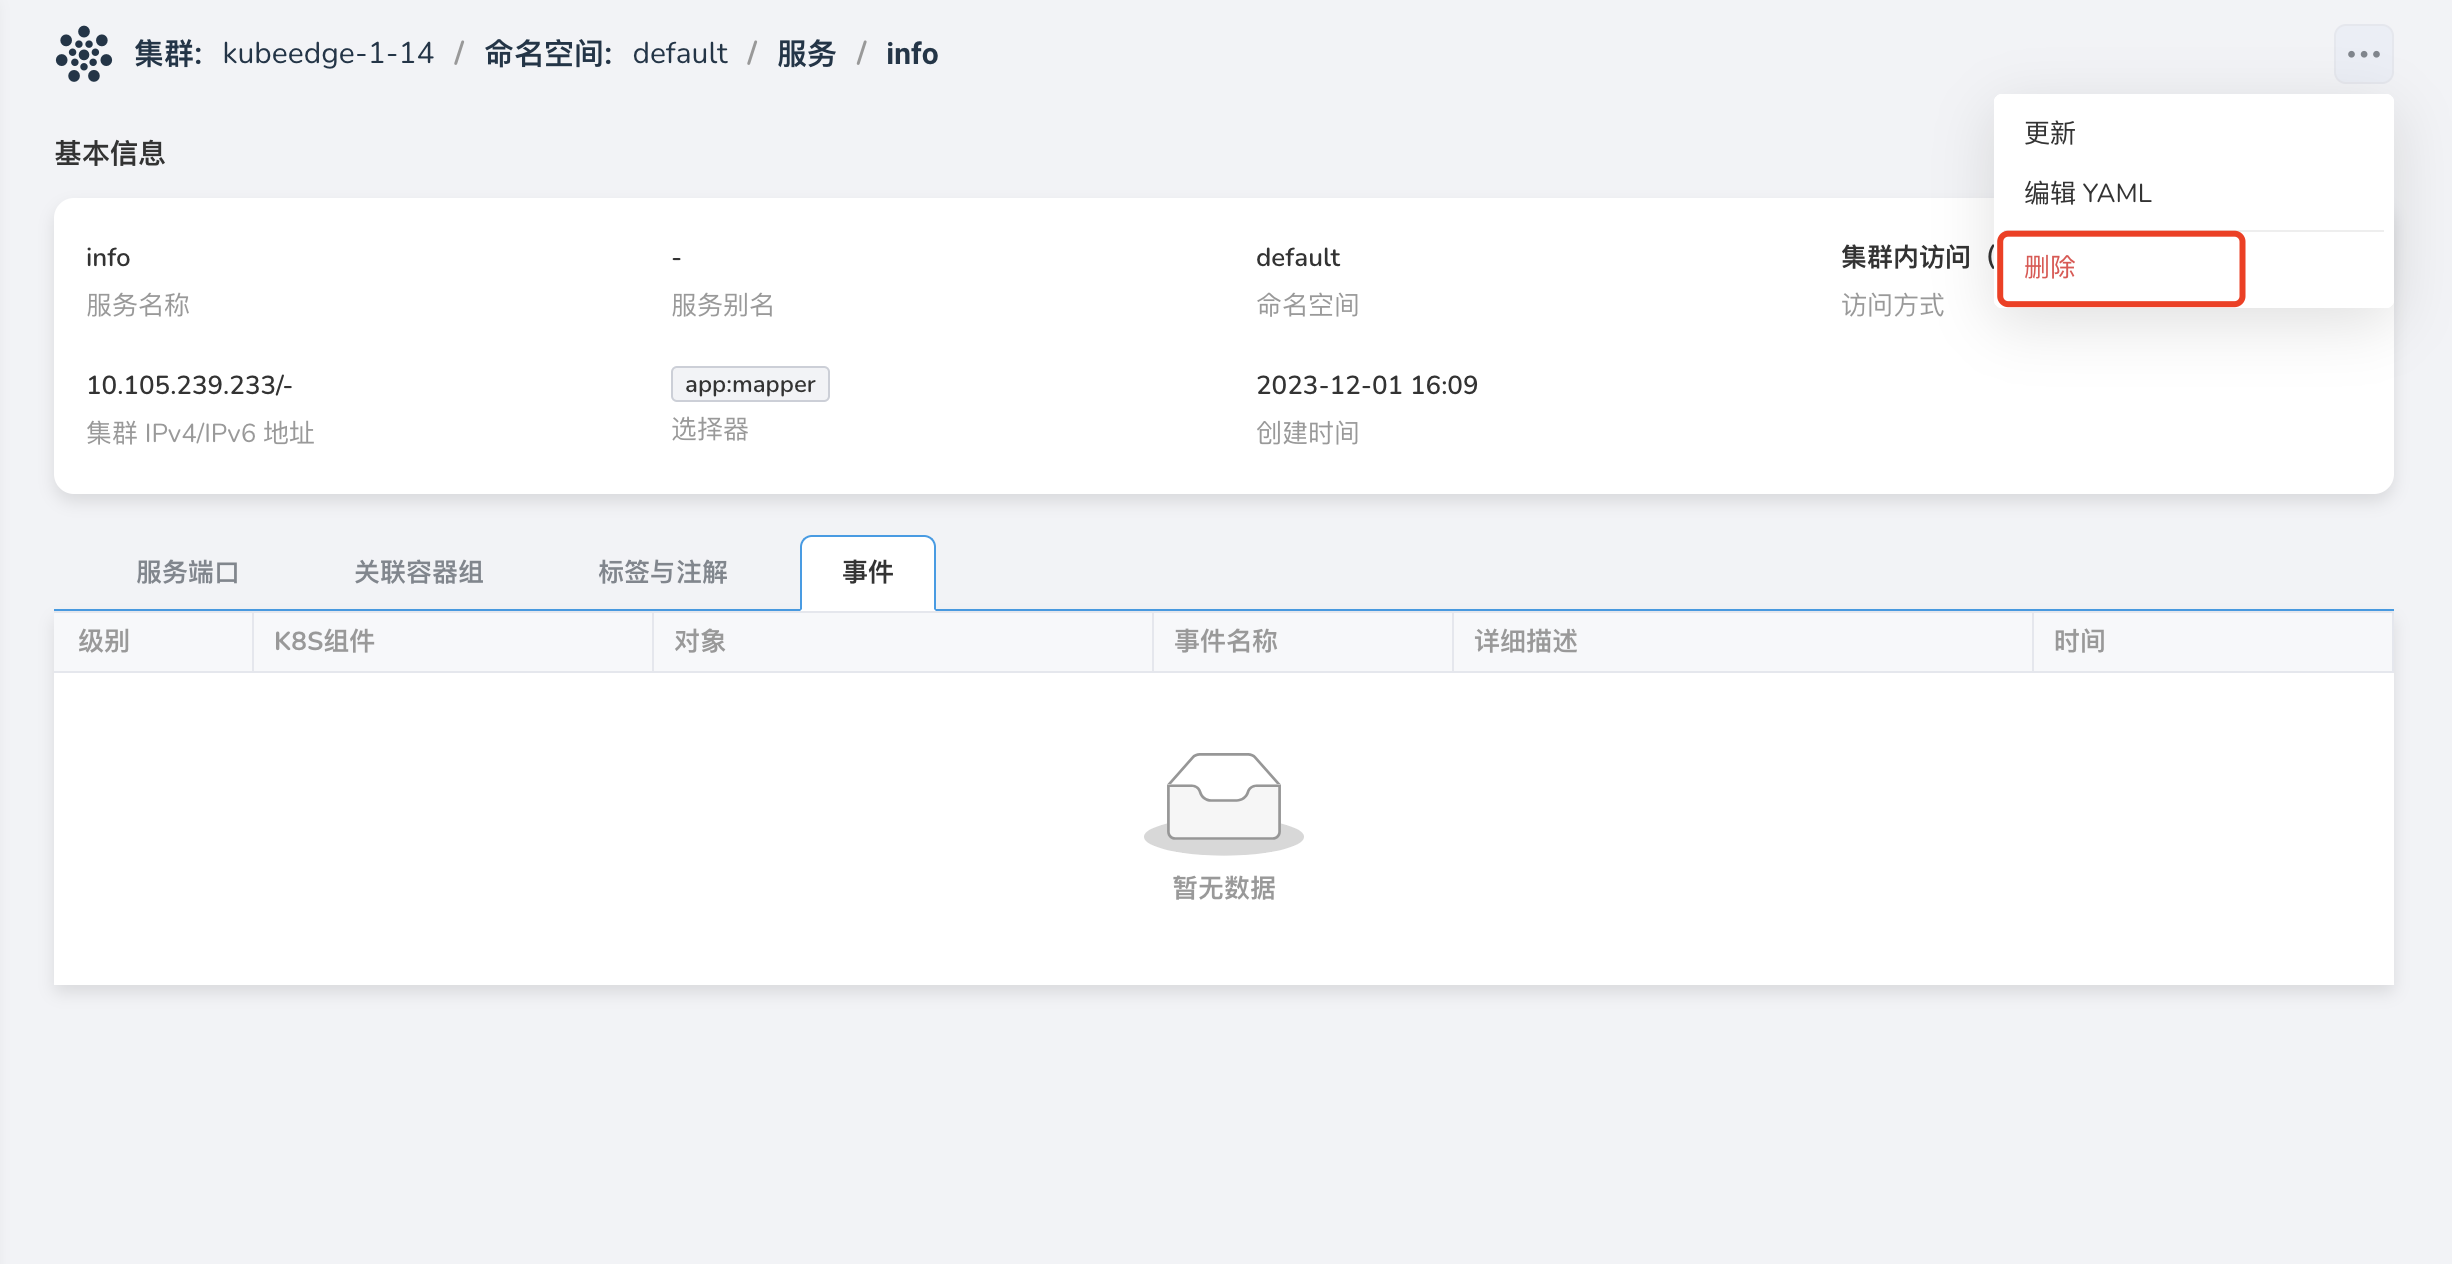 集群: kubeedge-1-14 / 命名空间: default / 服务 / info
更新
编辑 YAML
删除
基本信息
info
服务名称
-
服务别名
default
命名空间
集群内访问（
访问方式
10.105.239.233/-
集群 IPv4/IPv6 地址
app:mapper
选择器
2023-12-01 16:09
创建时间
服务端口 关联容器组 标签与注解 事件
级别 K8S组件 对象 事件名称 详细描述 时间
暂无数据